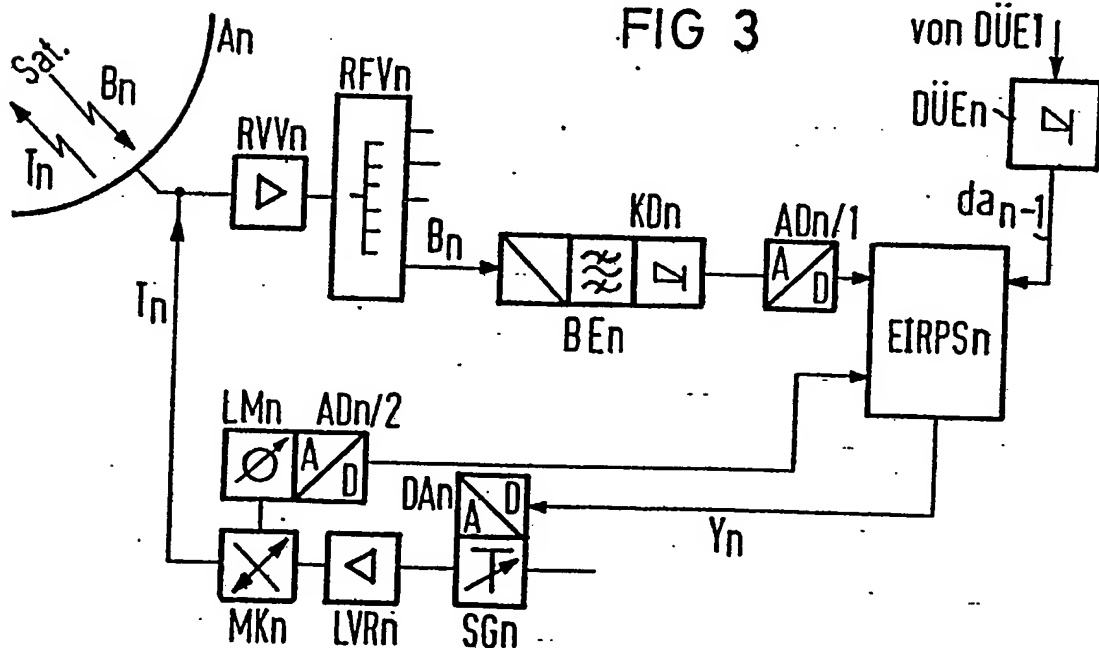 FIG 3
von DÜE1
An
Sat.
Bn
Tn
RFVn
RVVn
DÜEn
dan-1
KDn
ADn/1
Bn
A
D
Tn
BEn
EIRPSn
LMn
ADn/2
A
D
DAn
D
A
Yn
MKn
LVRn
SGn